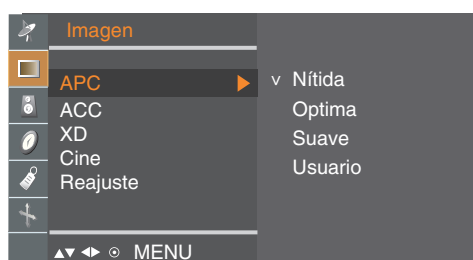 Imagen
APC
ACC
XD
Cine
Reajuste
v Nítida
Optima
Suave
Usuario
MENU